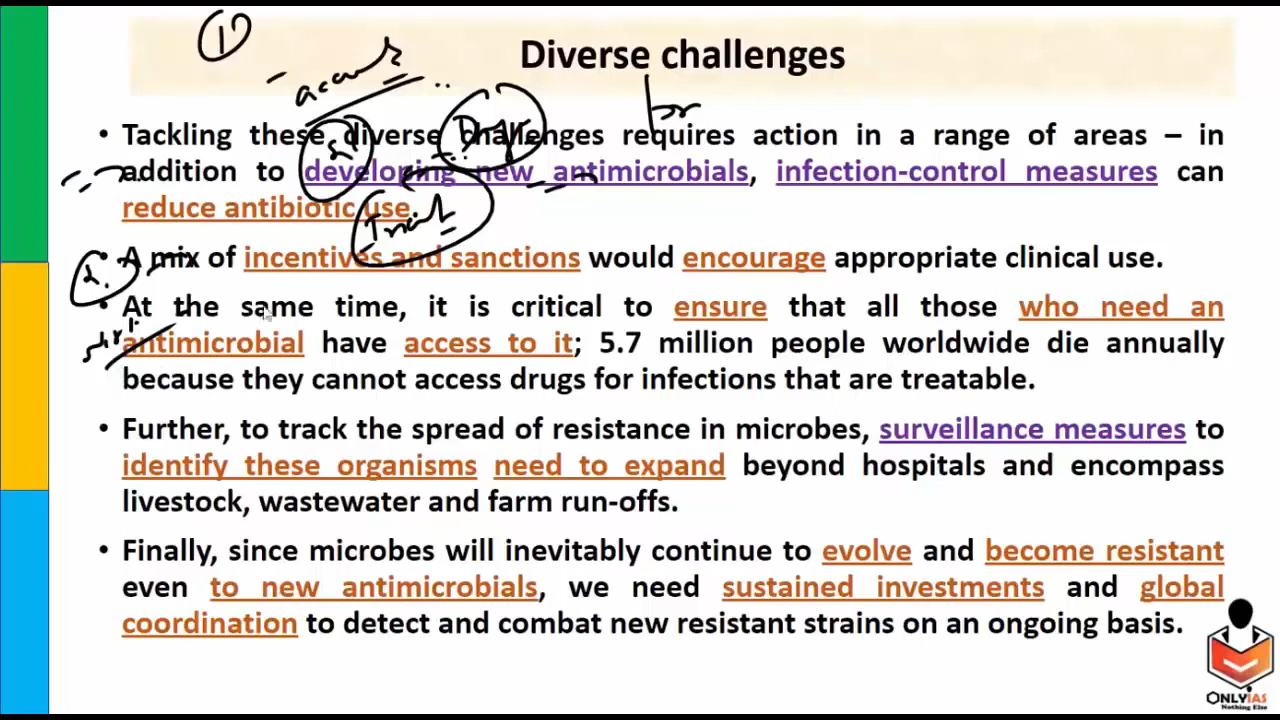 ①
Diverse challenges
• Tackling these diverse challenges requires action in a range of areas – in
addition to developing new antimicrobials, infection-control measures can
reduce antibiotic use.
• A mix of incentives and sanctions would encourage appropriate clinical use.
• At the same time, it is critical to ensure that all those who need an
antimicrobial have access to it; 5.7 million people worldwide die annually
because they cannot access drugs for infections that are treatable.
• Further, to track the spread of resistance in microbes, surveillance measures to
identify these organisms need to expand beyond hospitals and encompass
livestock, wastewater and farm run-offs.
• Finally, since microbes will inevitably continue to evolve and become resistant
even to new antimicrobials, we need sustained investments and global
coordination to detect and combat new resistant strains on an ongoing basis.
ONLYIAS
Nothing Else